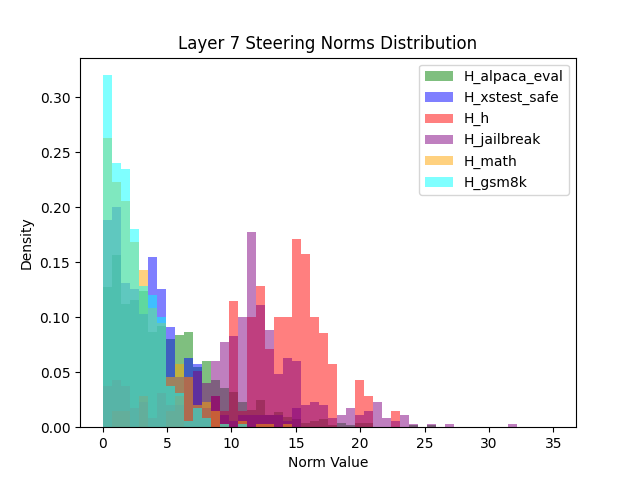 Layer 7 Steering Norms Distribution
H_alpaca_eval
H_xstest_safe
H_h
H_jailbreak
H_math
H_gsm8k
0.30
0.25
0.20
0.15
0.10
0.05
0.00
Density
0 5 10 15 20 25 30 35
Norm Value